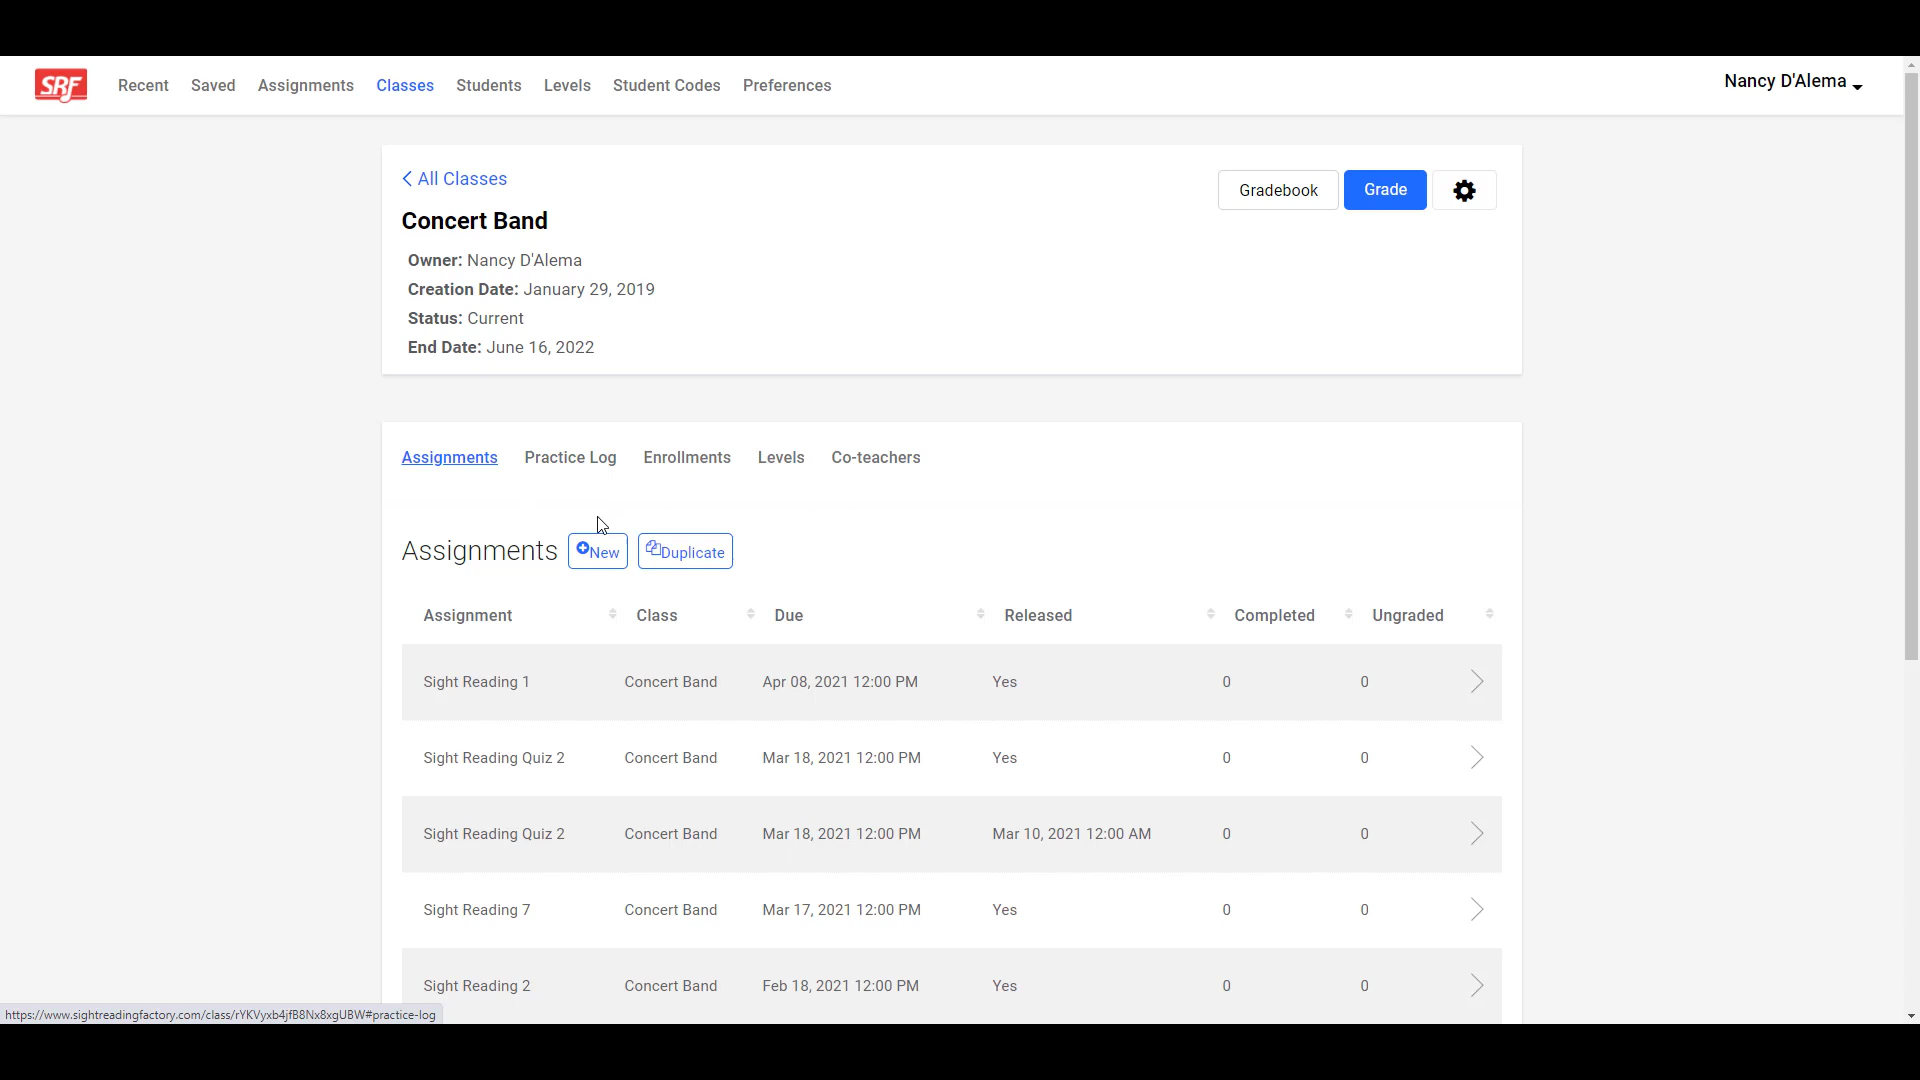 SRF Recent Saved Assignments Classes Students Levels Student Codes Preferences Nancy D'Alema
All Classes
Gradebook Grade
Concert Band
Owner: Nancy D'Alema
Creation Date: January 29, 2019
Status: Current
End Date: June 16, 2022
Assignments Practice Log Enrollments Levels Co-teachers
Assignments New Duplicate
Assignment Class Due Released Completed Ungraded
Sight Reading 1 Concert Band Apr 08, 2021 12:00 PM Yes 0 0
Sight Reading Quiz 2 Concert Band Mar 18, 2021 12:00 PM Yes 0 0
Sight Reading Quiz 2 Concert Band Mar 18, 2021 12:00 PM Mar 10, 2021 12:00 AM 0 0
Sight Reading 7 Concert Band Mar 17, 2021 12:00 PM Yes 0 0
Sight Reading 2 Concert Band Feb 18, 2021 12:00 PM Yes 0 0
https://www.sightreadingfactory.com/class/rYKVyxb4jfB8Nx8xgUBW#practice-log